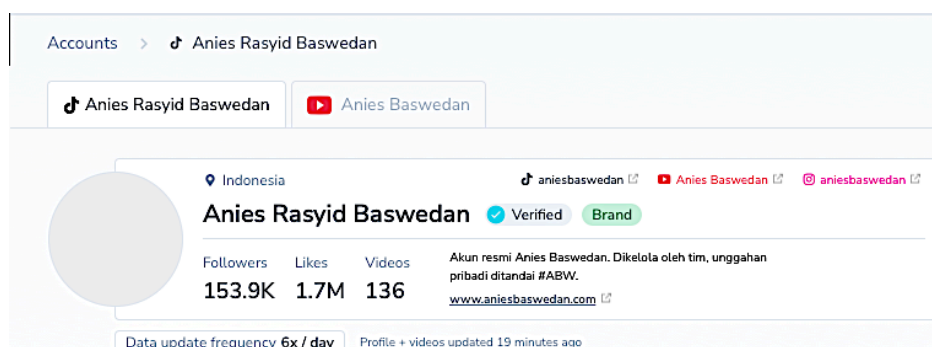 Accounts > Anies Rasyid Baswedan
Anies Rasyid Baswedan Anies Baswedan
Indonesia aniesbaswedan Anies Baswedan aniesbaswedan
Anies Rasyid Baswedan Verified Brand
Followers Likes Videos
153.9K 1.7M 136
Akun resmi Anies Baswedan. Dikelola oleh tim, unggahan
pribadi ditandai #ABW.
www.aniesbaswedan.com
Data update frequency 6x / day Profile + videos updated 19 minutes ago